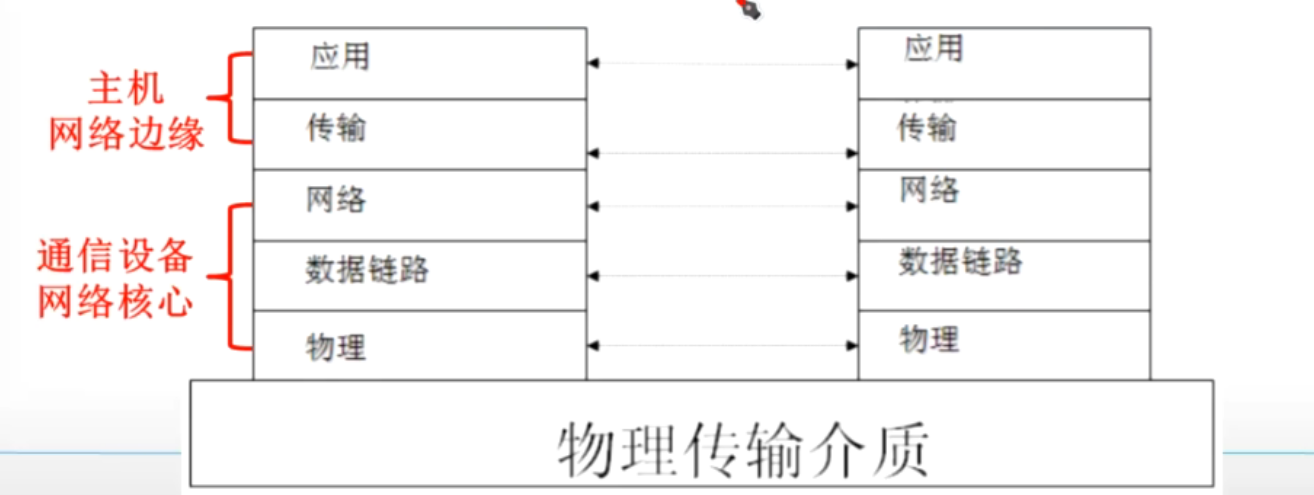 主机
网络边缘
通信设备
网络核心
应用
传输
网络
数据链路
物理
应用
传输
网络
数据链路
物理
物理传输介质